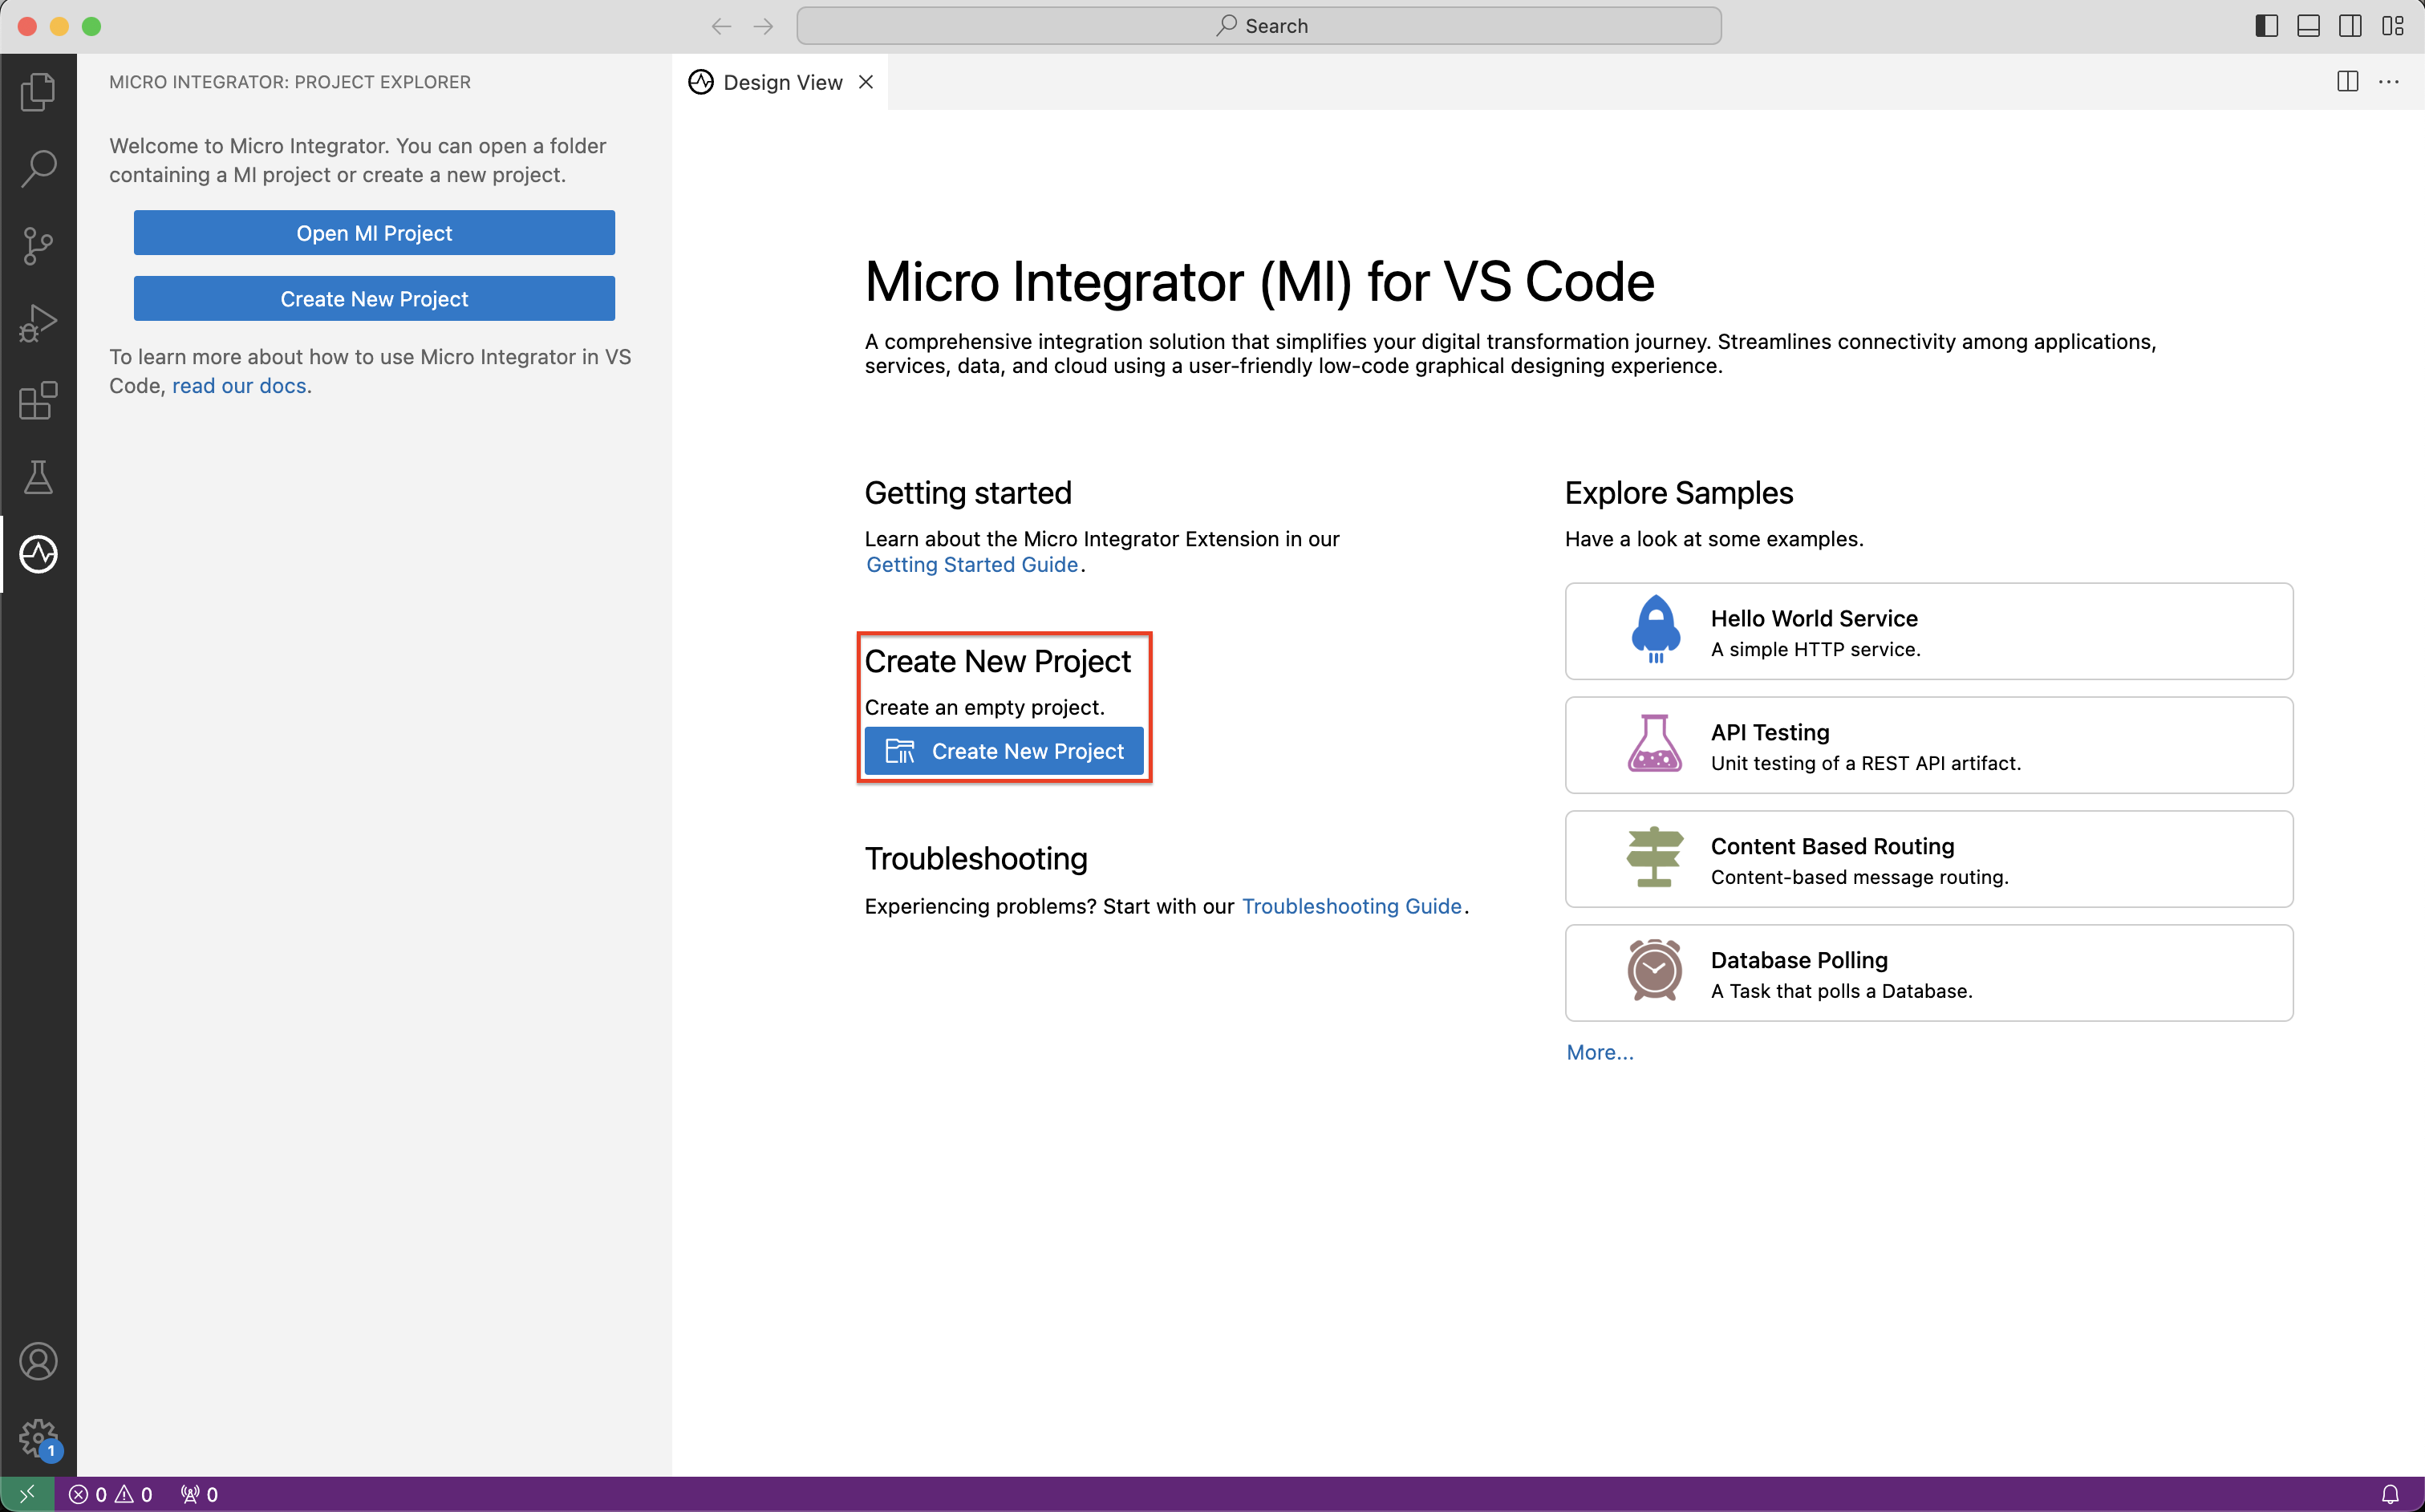 Search
MICRO INTEGRATOR: PROJECT EXPLORER
Welcome to Micro Integrator. You can open a folder
containing a MI project or create a new project.
Open MI Project
Create New Project
To learn more about how to use Micro Integrator in VS
Code, read our docs.
Design View
Micro Integrator (MI) for VS Code
A comprehensive integration solution that simplifies your digital transformation journey. Streamlines connectivity among applications,
services, data, and cloud using a user-friendly low-code graphical designing experience.
Getting started
Learn about the Micro Integrator Extension in our
Getting Started Guide.
Create New Project
Create an empty project.
Create New Project
Troubleshooting
Experiencing problems? Start with our Troubleshooting Guide.
Explore Samples
Have a look at some examples.
Hello World Service
A simple HTTP service.
API Testing
Unit testing of a REST API artifact.
Content Based Routing
Content-based message routing.
Database Polling
A Task that polls a Database.
More...
1
0 0 0